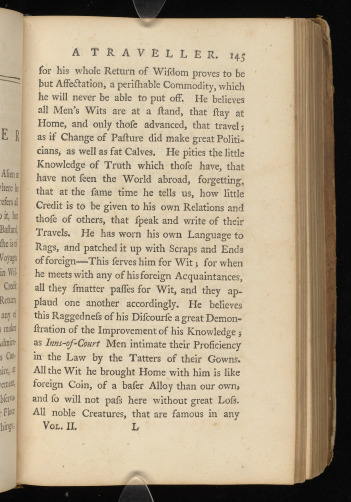 A TRAVELLER. 145
for his whole Return of Wiſdom proves to be
but Affectation, a periſhable Commodity, which
he will never be able to put off. He believes
all Men's Wits are at a ſtand, that ſtay at
Home, and only thoſe advanced, that travel;
as if Change of Paſture did make great Politi-
cians, as well as fat Calves. He pities the little
Knowledge of Truth which thoſe have, that
have not ſeen the World abroad, forgetting,
that at the ſame time he tells us, how little
Credit is to be given to his own Relations and
thoſe of others, that ſpeak and write of their
Travels. He has worn his own Language to
Rags, and patched it up with Scraps and Ends
of foreign—This ſerves him for Wit; for when
he meets with any of his foreign Acquaintances,
all they ſmatter paſſes for Wit, and they ap-
plaud one another accordingly. He believes
this Raggedneſs of his Diſcourſe a great Demon-
ſtration of the Improvement of his Knowledge;
as Inns-of-Court Men intimate their Proficiency
in the Law by the Tatters of their Gowns.
All the Wit he brought Home with him is like
foreign Coin, of a baſer Alloy than our own,
and ſo will not paſs here without great Loſs.
All noble Creatures, that are famous in any
VOL. II. L